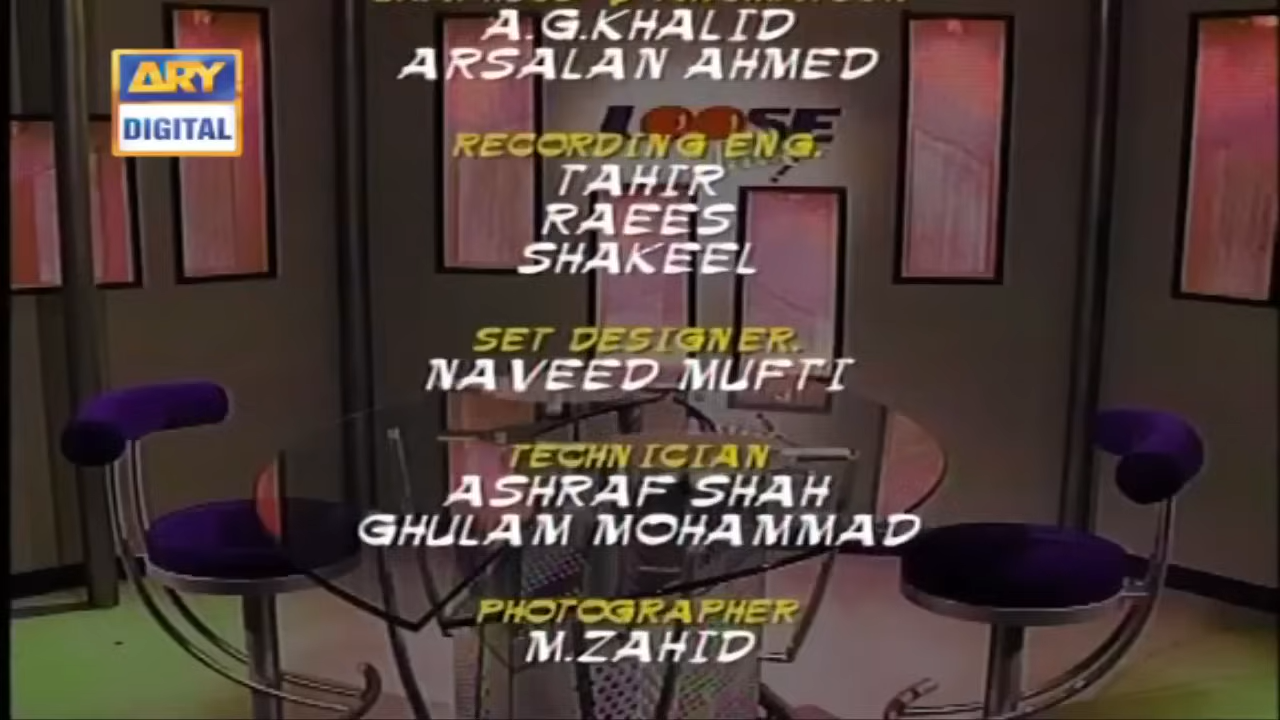 A.G.KHALID
ARSALAN AHMED
ARY
DIGITAL
LOOSE
RECORDING ENG.
TAHIR
RAEES
SHAKEEL
SET DESIGNER.
NAVEED MUFTI
TECHNICIAN
ASHRAF SHAH
GHULAM MOHAMMAD
PHOTOGRAPHER
M.ZAHID